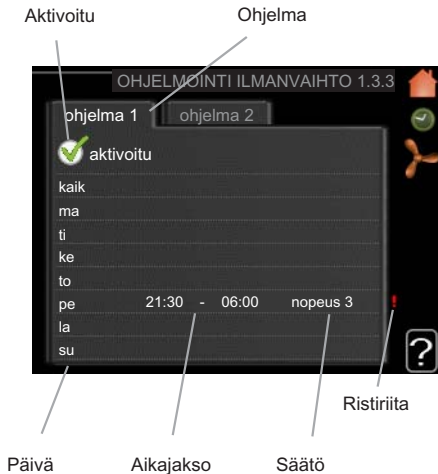 Aktivoitu Ohjelma
OHJELMOINTI ILMANVAIHTO 1.3.3
ohjelma 1 ohjelma 2
aktivoitu
kaik
ma
ti
ke
to
pe 21:30 - 06:00 nopeus 3 !
la
su
?
Ristiriita
Päivä Aikajakso Säätö